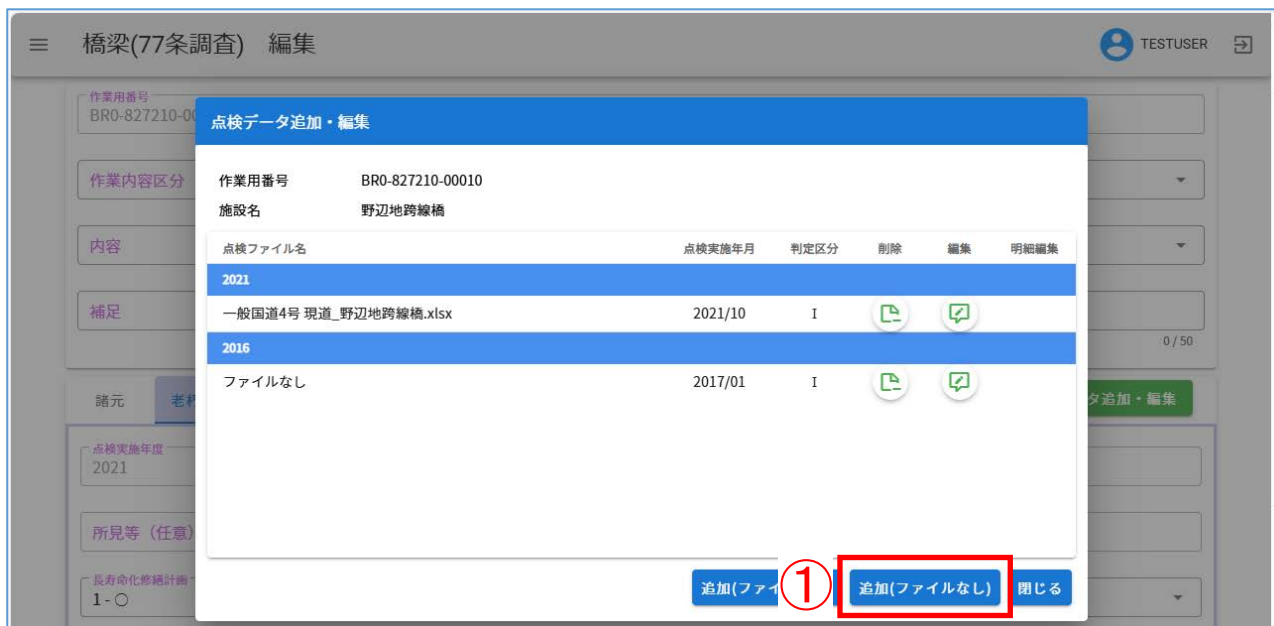 橋梁(77条調査) 編集
TESTUSER
作業用番号
BR0-827210-00
点検データ追加・編集
作業用番号 BR0-827210-00010
施設名 野辺地跨線橋
作業内容区分
内容
補足
0 / 50
点検ファイル名 点検実施年月 判定区分 削除 編集 明細編集
2021
一般国道4号 現道_野辺地跨線橋.xlsx 2021/10 I
2016
ファイルなし 2017/01 I
諸元
タ追加・編集
点検実施年度
2021
所見等（任意）
長寿命化修繕計画
1 - ○
追加(ファイ
① 追加(ファイルなし)
閉じる